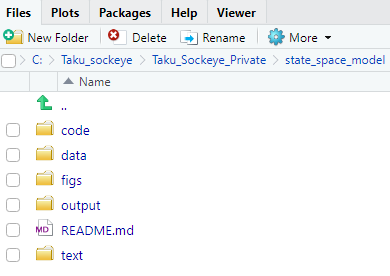 Files Plots Packages Help Viewer
New Folder Delete Rename More
C: Taku_sockeye Taku_Sockeye_Private state_space_model
Name
..
code
data
figs
output
MD README.md
text